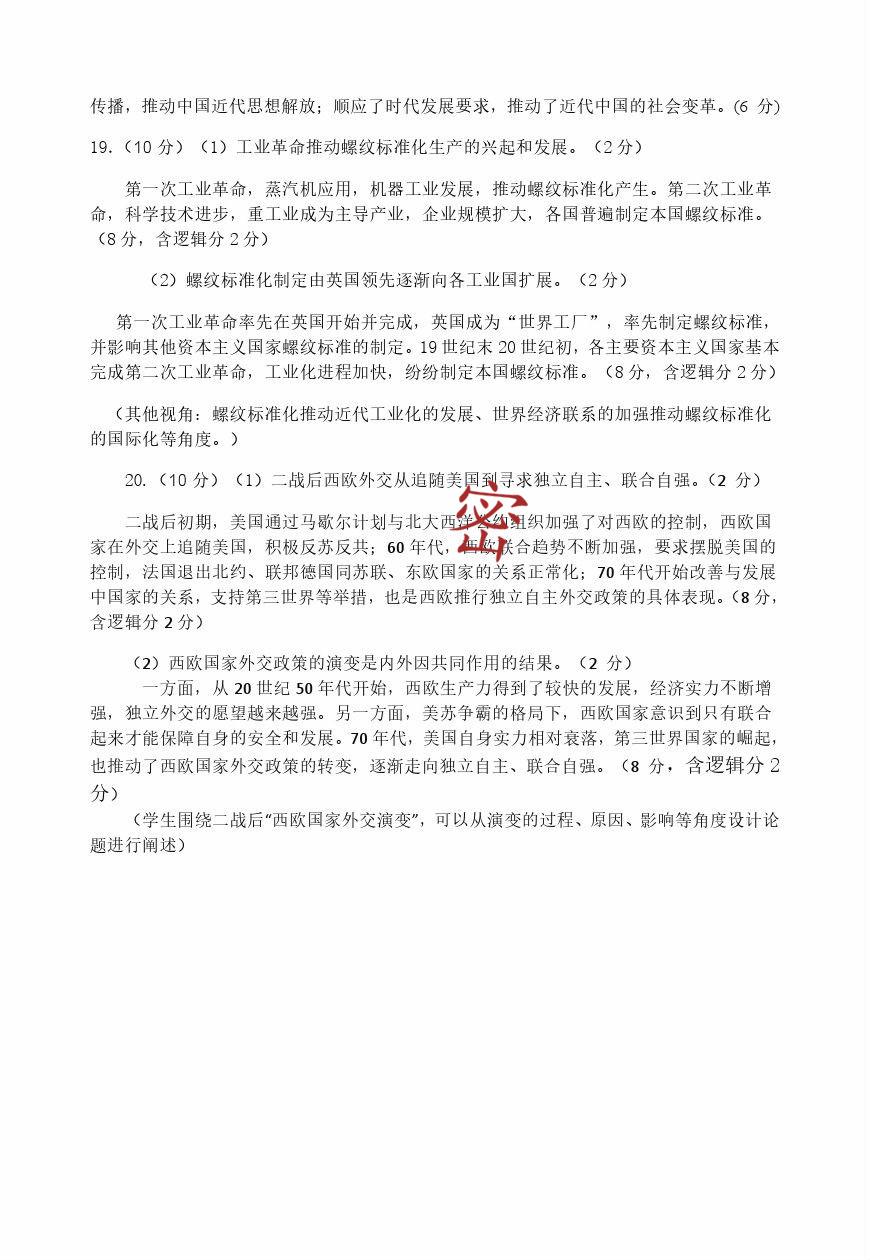 传播，推动中国近代思想解放；顺应了时代发展要求，推动了近代中国的社会变革。(6 分)
19.（10 分）（1）工业革命推动螺纹标准化生产的兴起和发展。（2 分）
第一次工业革命，蒸汽机应用，机器工业发展，推动螺纹标准化产生。第二次工业革
命，科学技术进步，重工业成为主导产业，企业规模扩大，各国普遍制定本国螺纹标准。
（8 分，含逻辑分 2 分）
（2）螺纹标准化制定由英国领先逐渐向各工业国扩展。（2 分）
第一次工业革命率先在英国开始并完成，英国成为“世界工厂”，率先制定螺纹标准，
并影响其他资本主义国家螺纹标准的制定。19 世纪末 20 世纪初，各主要资本主义国家基本
完成第二次工业革命，工业化进程加快，纷纷制定本国螺纹标准。（8 分，含逻辑分 2 分）
（其他视角：螺纹标准化推动近代工业化的发展、世界经济联系的加强推动螺纹标准化
的国际化等角度。）
20.（10 分）（1）二战后西欧外交从追随美国到寻求独立自主、联合自强。（2 分）
二战后初期，美国通过马歇尔计划与北大西洋公约组织加强了对西欧的控制，西欧国
家在外交上追随美国，积极反苏反共；60 年代，西欧联合趋势不断加强，要求摆脱美国的
控制，法国退出北约、联邦德国同苏联、东欧国家的关系正常化；70 年代开始改善与发展
中国家的关系，支持第三世界等举措，也是西欧推行独立自主外交政策的具体表现。（8 分，
含逻辑分 2 分）
（2）西欧国家外交政策的演变是内外因共同作用的结果。（2 分）
一方面，从 20 世纪 50 年代开始，西欧生产力得到了较快的发展，经济实力不断增
强，独立外交的愿望越来越强。另一方面，美苏争霸的格局下，西欧国家意识到只有联合
起来才能保障自身的安全和发展。70 年代，美国自身实力相对衰落，第三世界国家的崛起，
也推动了西欧国家外交政策的转变，逐渐走向独立自主、联合自强。（8 分，含逻辑分 2
分）
（学生围绕二战后“西欧国家外交演变”，可以从演变的过程、原因、影响等角度设计论
题进行阐述）
密